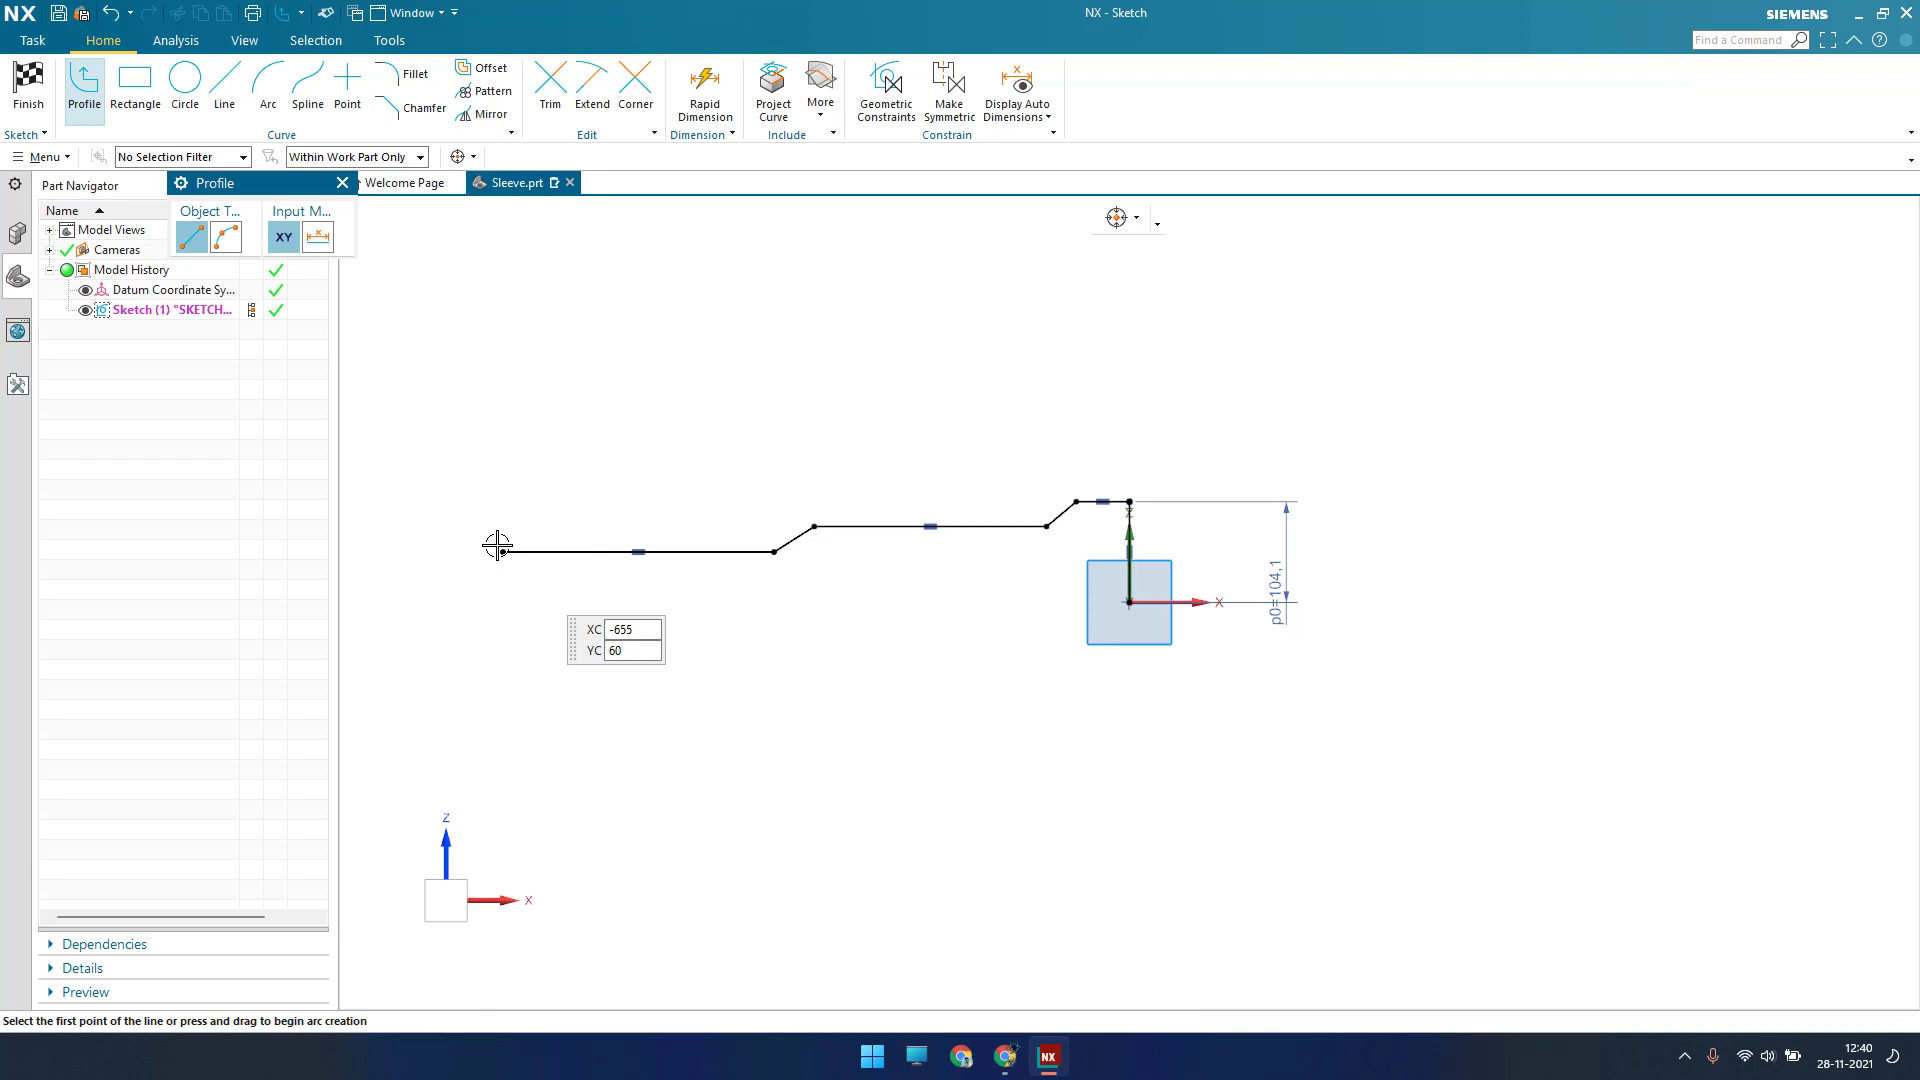 NX
Window
NX - Sketch
SIEMENS
Task
Home
Analysis
View
Selection
Tools
Find a Command
Finish
Profile
Rectangle
Circle
Line
Arc
Spline
Point
Fillet
Chamfer
Offset
Pattern
Mirror
Trim
Extend
Corner
Rapid
Dimension
Project
Curve
More
Geometric
Constraints
Make
Symmetric
Display Auto
Dimensions
Sketch
Curve
Edit
Dimension
Include
Constrain
Menu
No Selection Filter
Within Work Part Only
Part Navigator
Profile
Welcome Page
Sleeve.prt
Name
Object T...
Input M...
XY
Model Views
Cameras
Model History
Datum Coordinate Sy...
Sketch (1) "SKETCH...
p0=104,1
X
XC -655
YC 60
Z
X
Dependencies
Details
Preview
Select the first point of the line or press and drag to begin arc creation
NX
12:40
28-11-2021